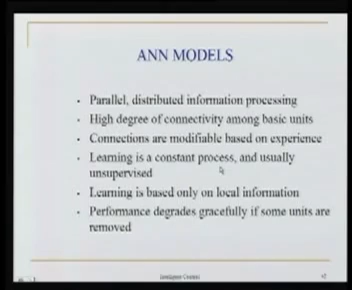 ANN MODELS
• Parallel, distributed information processing
• High degree of connectivity among basic units
• Connections are modifiable based on experience
• Learning is a constant process, and usually
unsupervised
• Learning is based only on local information
• Performance degrades gracefully if some units are
removed
Intelligent Control